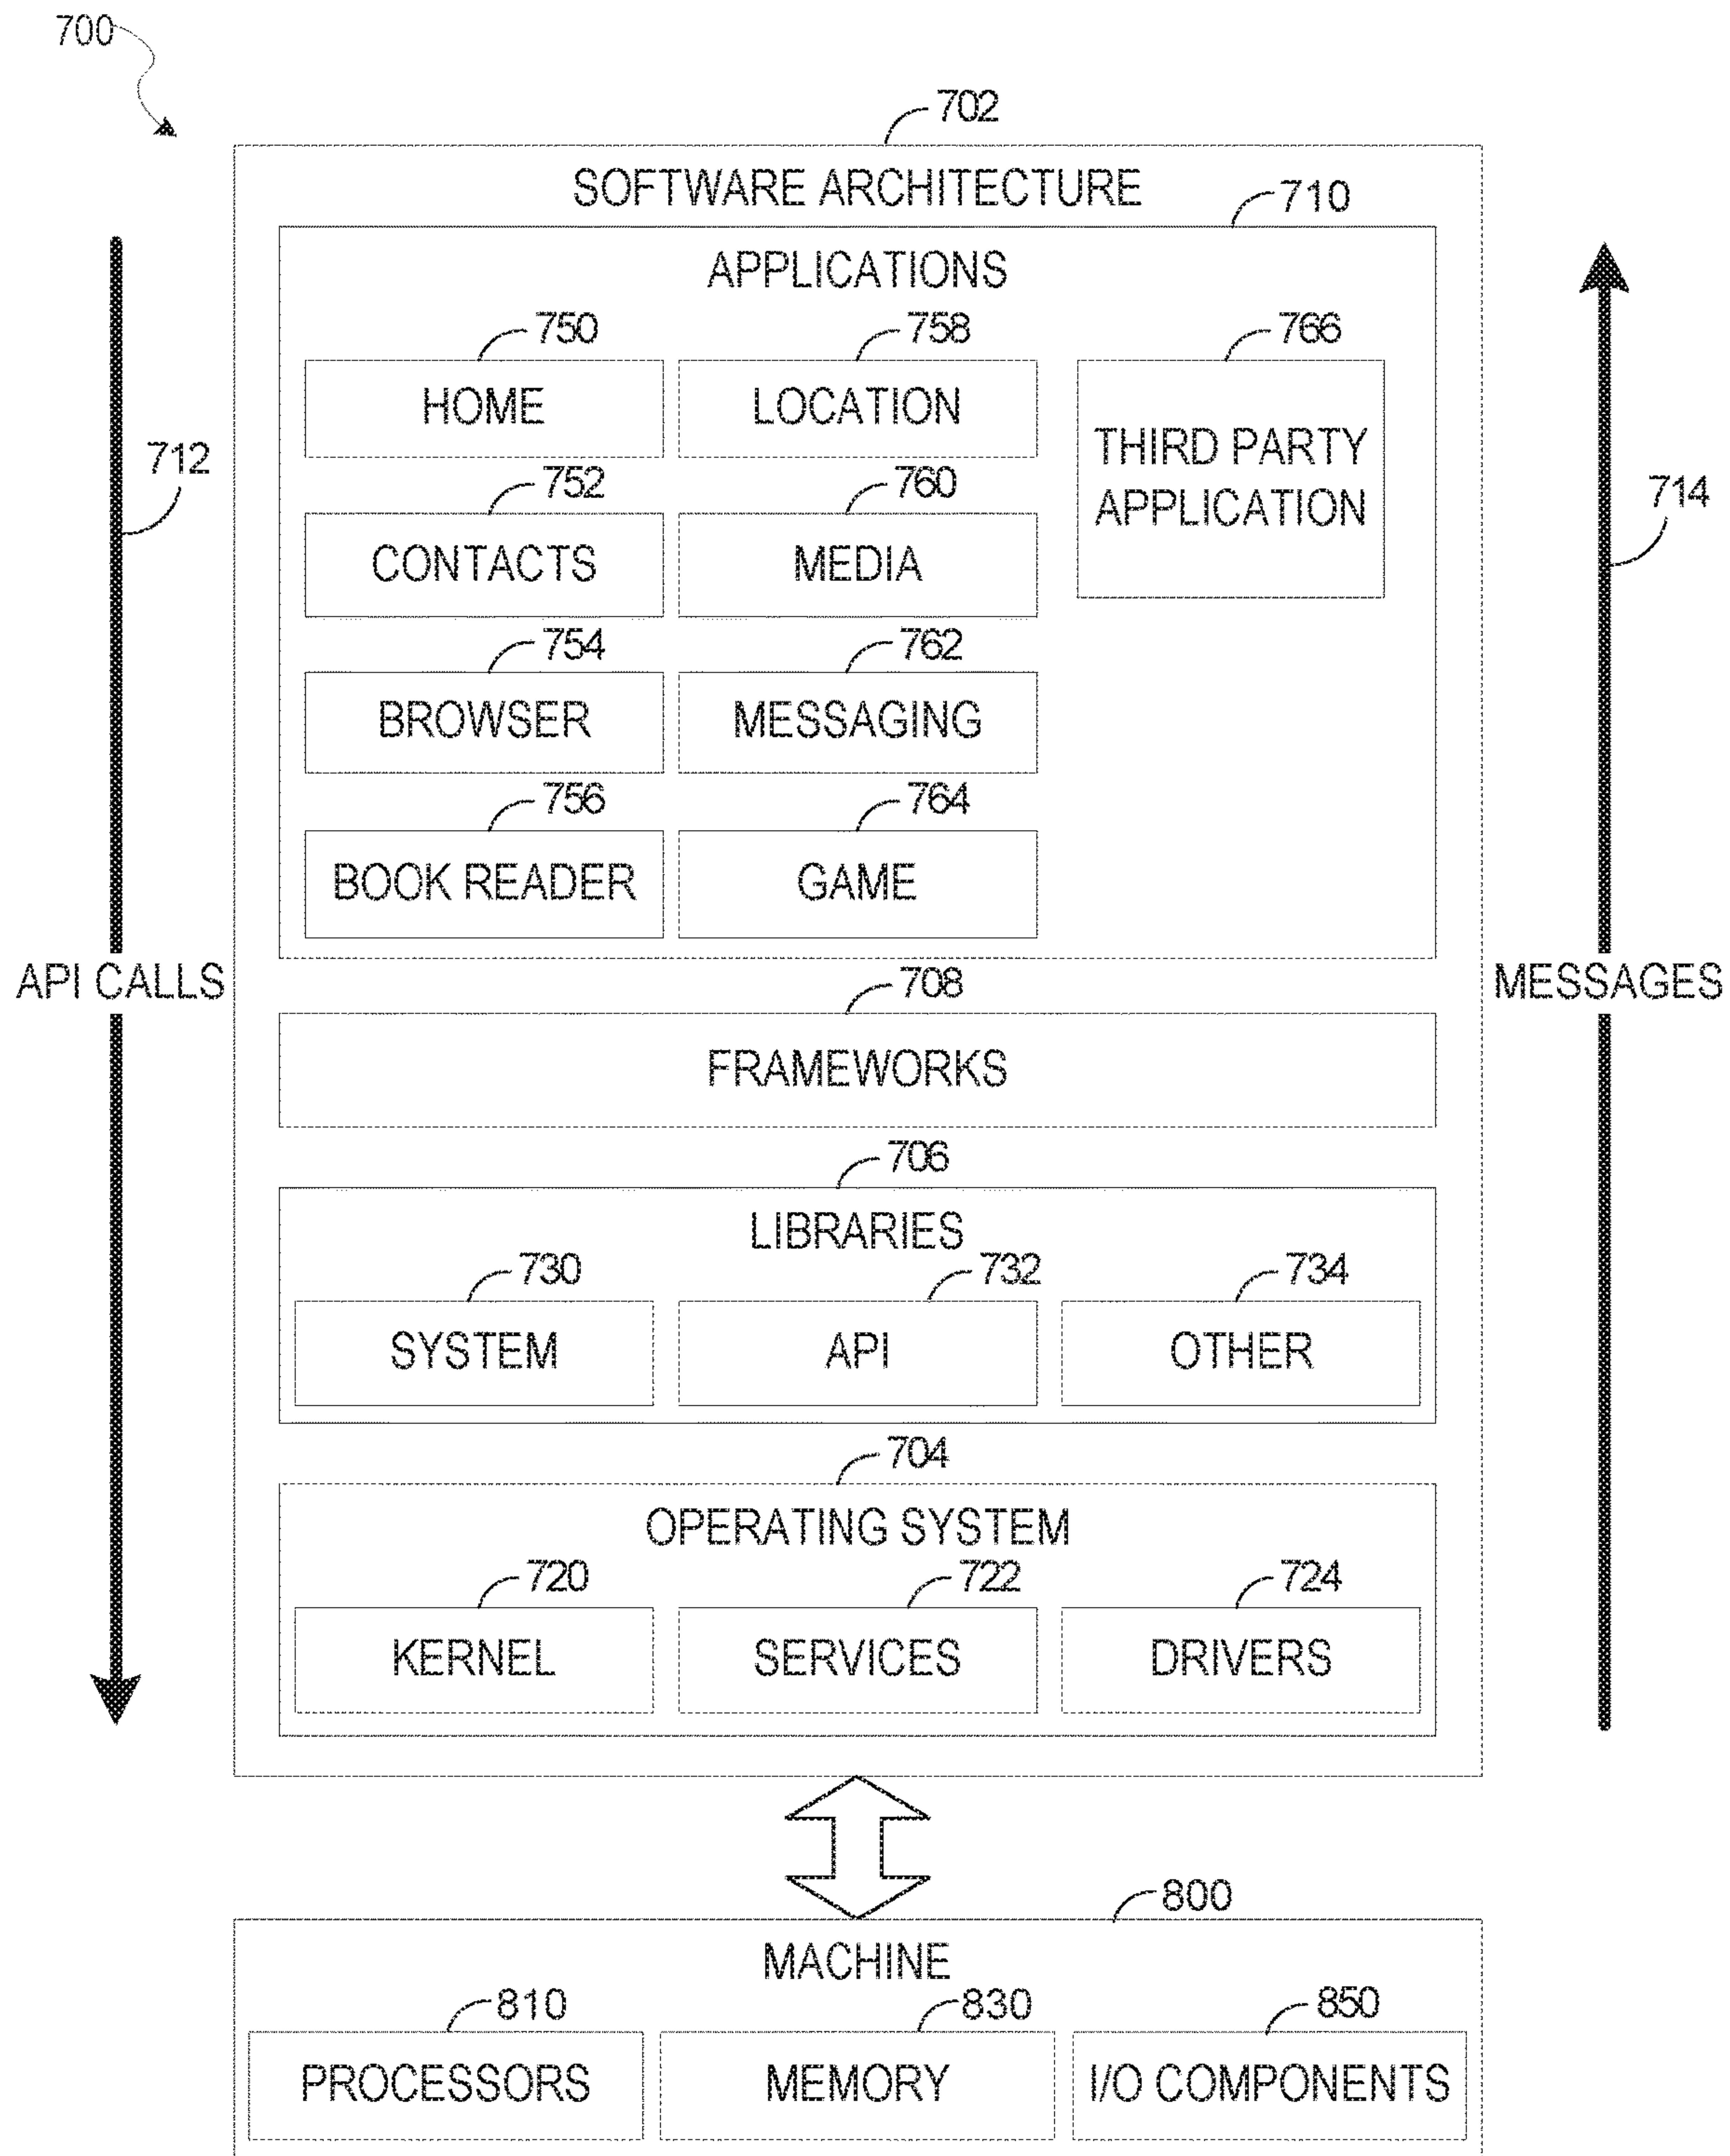 700
702
SOFTWARE ARCHITECTURE
710
APPLICATIONS
750 758 766
HOME LOCATION
THIRD PARTY
APPLICATION
712
714
752 760
CONTACTS MEDIA
754 762
BROWSER MESSAGING
756 764
BOOK READER GAME
API CALLS
MESSAGES
708
FRAMEWORKS
706
LIBRARIES
730 732 734
SYSTEM API OTHER
704
OPERATING SYSTEM
720 722 724
KERNEL SERVICES DRIVERS
800
MACHINE
810 830 850
PROCESSORS MEMORY I/O COMPONENTS